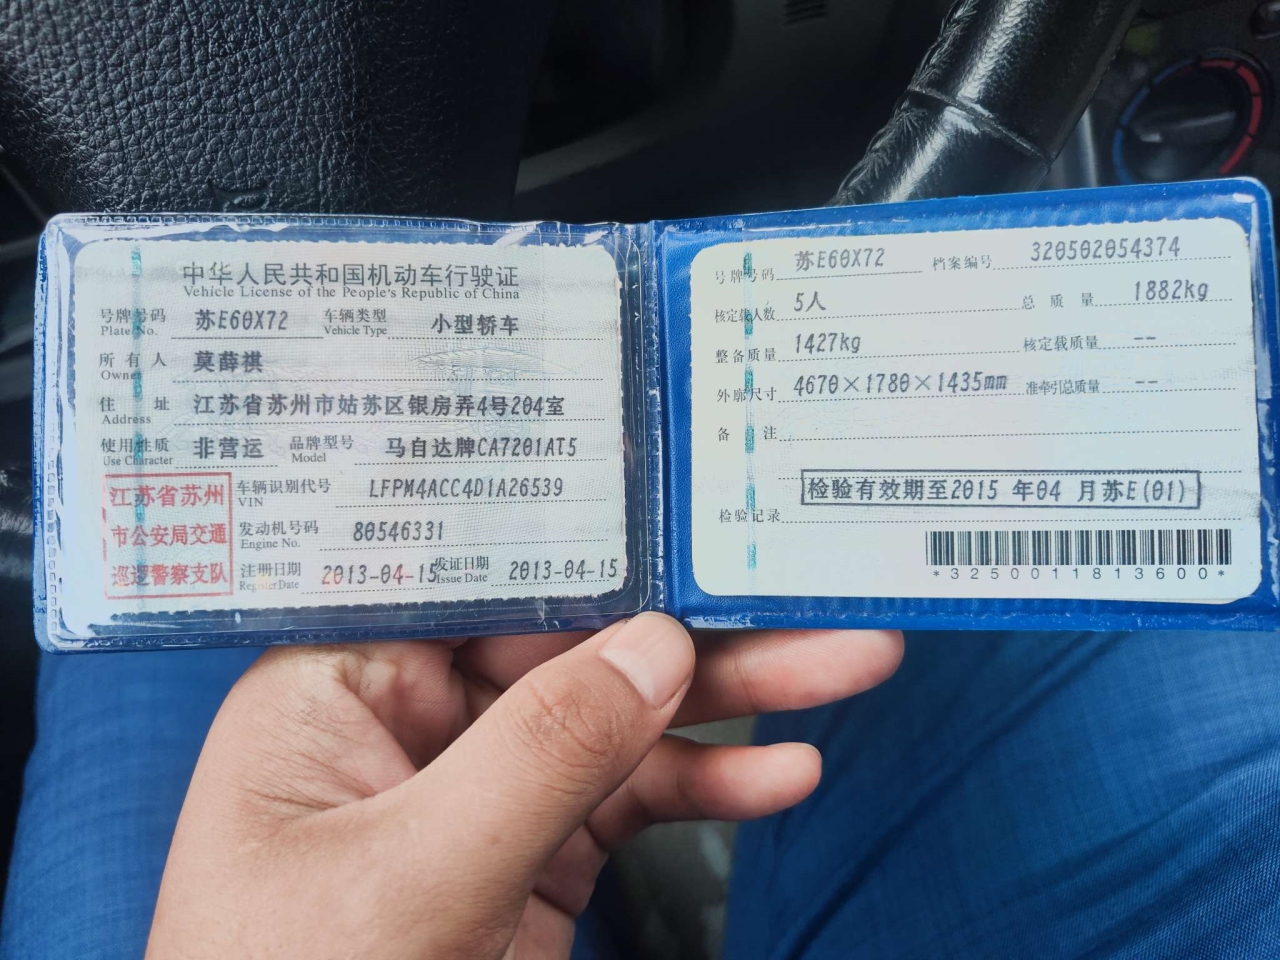 中华人民共和国机动车行驶证
Vehicle License of the People's Republic of China
号牌号码 苏E60X72 车辆类型 小型轿车
Plate No. Vehicle Type
所有人 莫薛祺
Owner
住址 江苏省苏州市姑苏区银房弄4号204室
Address
使用性质 非营运 品牌型号 马自达牌CA7201AT5
Use Character Model
江苏省苏州
市公安局交通
巡逻警察支队
车辆识别代号 LFPM4ACC4D1A26539
VIN
发动机号码 80546331
Engine No.
注册日期 2013-04-15 发证日期 2013-04-15
Register Date Issue Date
号牌号码 苏E60X72 档案编号 320502054374
核定载人数 5人 总质量 1882kg
整备质量 1427kg 核定载质量 --
外廓尺寸 4670×1780×1435mm 准牵引总质量 --
备注
检验有效期至2015 年04 月苏E(01)
检验记录
*3250011813600*